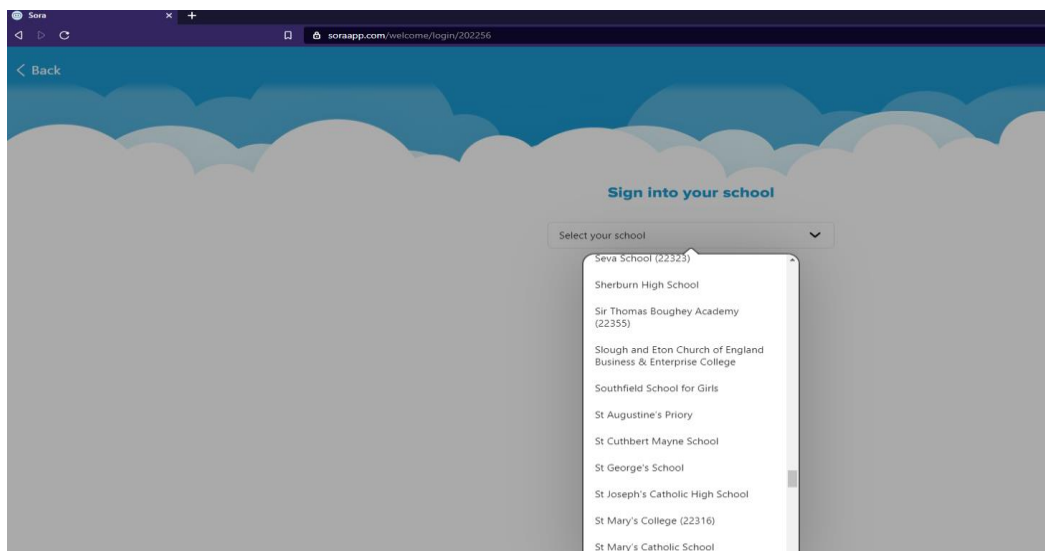 Sora
soraapp.com/welcome/login/202256
Back
Sign into your school
Select your school
Seva School (22323)
Sherburn High School
Sir Thomas Boughey Academy
(22355)
Slough and Eton Church of England
Business & Enterprise College
Southfield School for Girls
St Augustine's Priory
St Cuthbert Mayne School
St George's School
St Joseph's Catholic High School
St Mary's College (22316)
St Mary's Catholic School